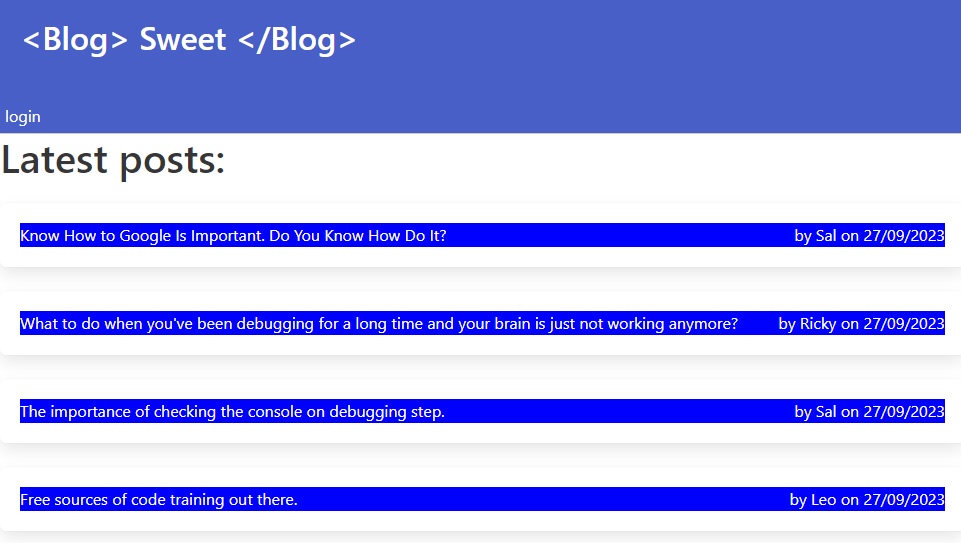 <Blog> Sweet </Blog>
login
Latest posts:
Know How to Google Is Important. Do You Know How Do It? by Sal on 27/09/2023
What to do when you've been debugging for a long time and your brain is just not working anymore? by Ricky on 27/09/2023
The importance of checking the console on debugging step. by Sal on 27/09/2023
Free sources of code training out there. by Leo on 27/09/2023